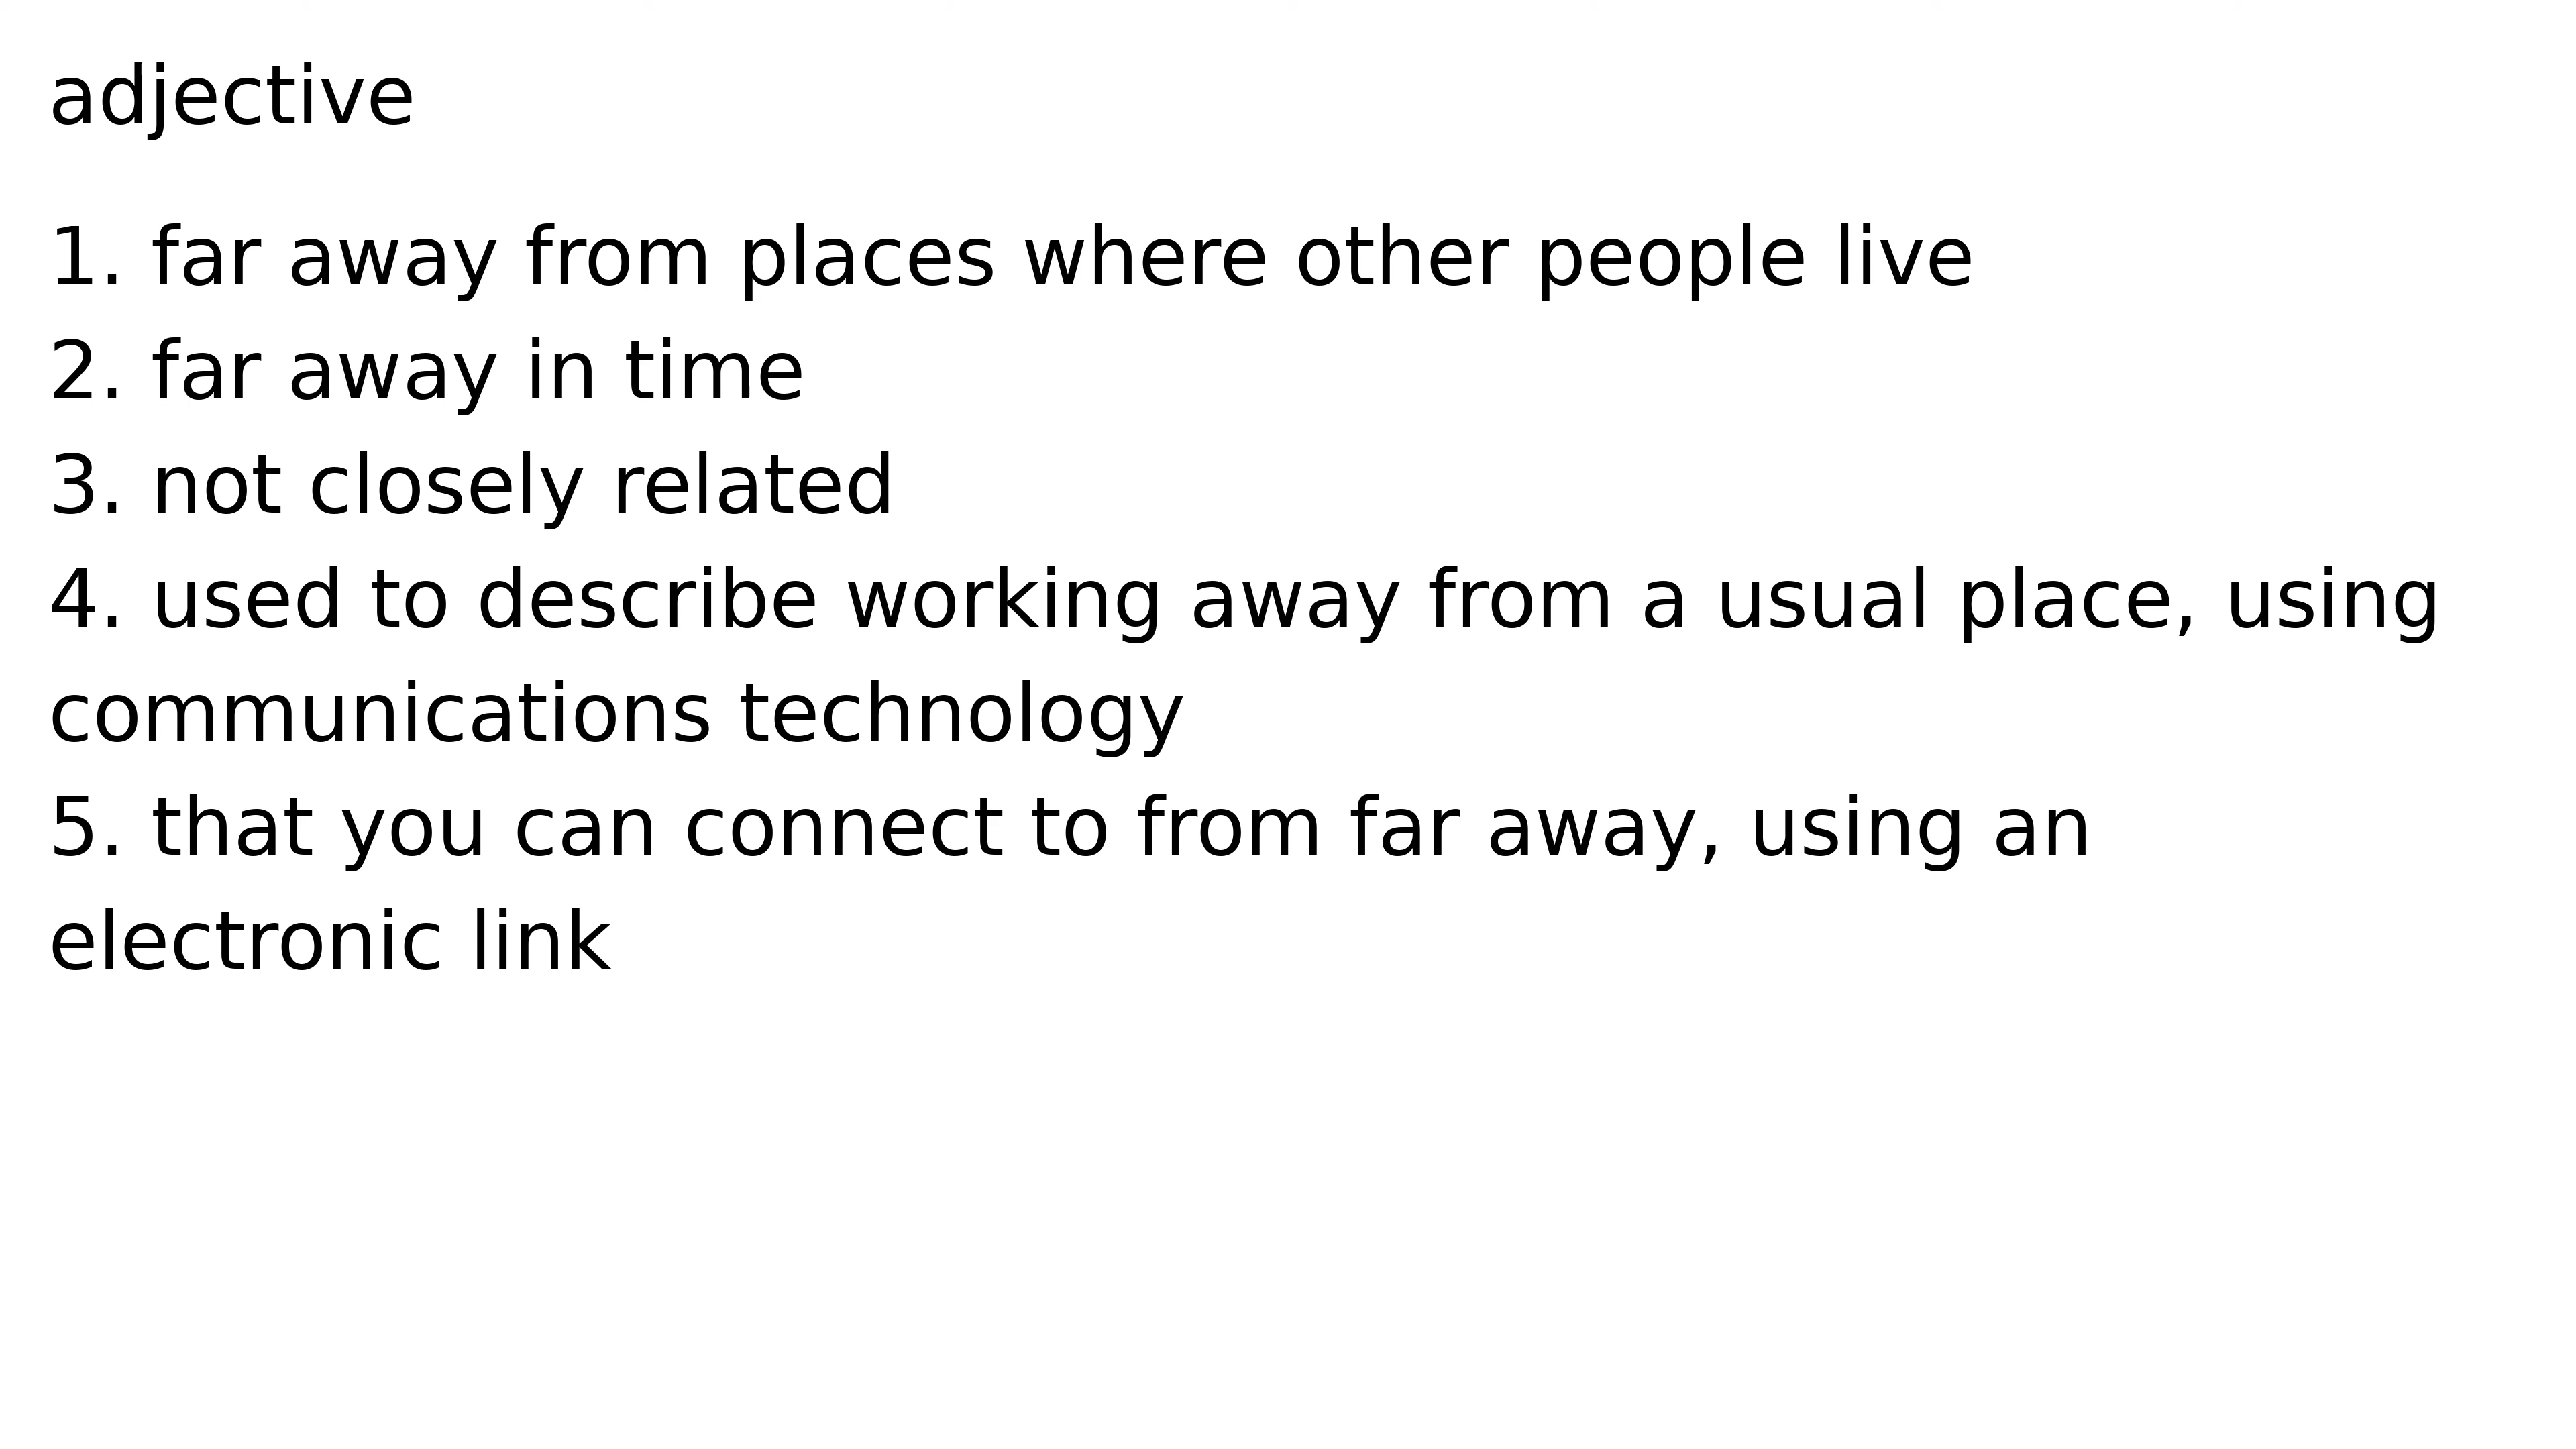 adjective
1. far away from places where other people live
2. far away in time
3. not closely related
4. used to describe working away from a usual place, using
communications technology
5. that you can connect to from far away, using an
electronic link